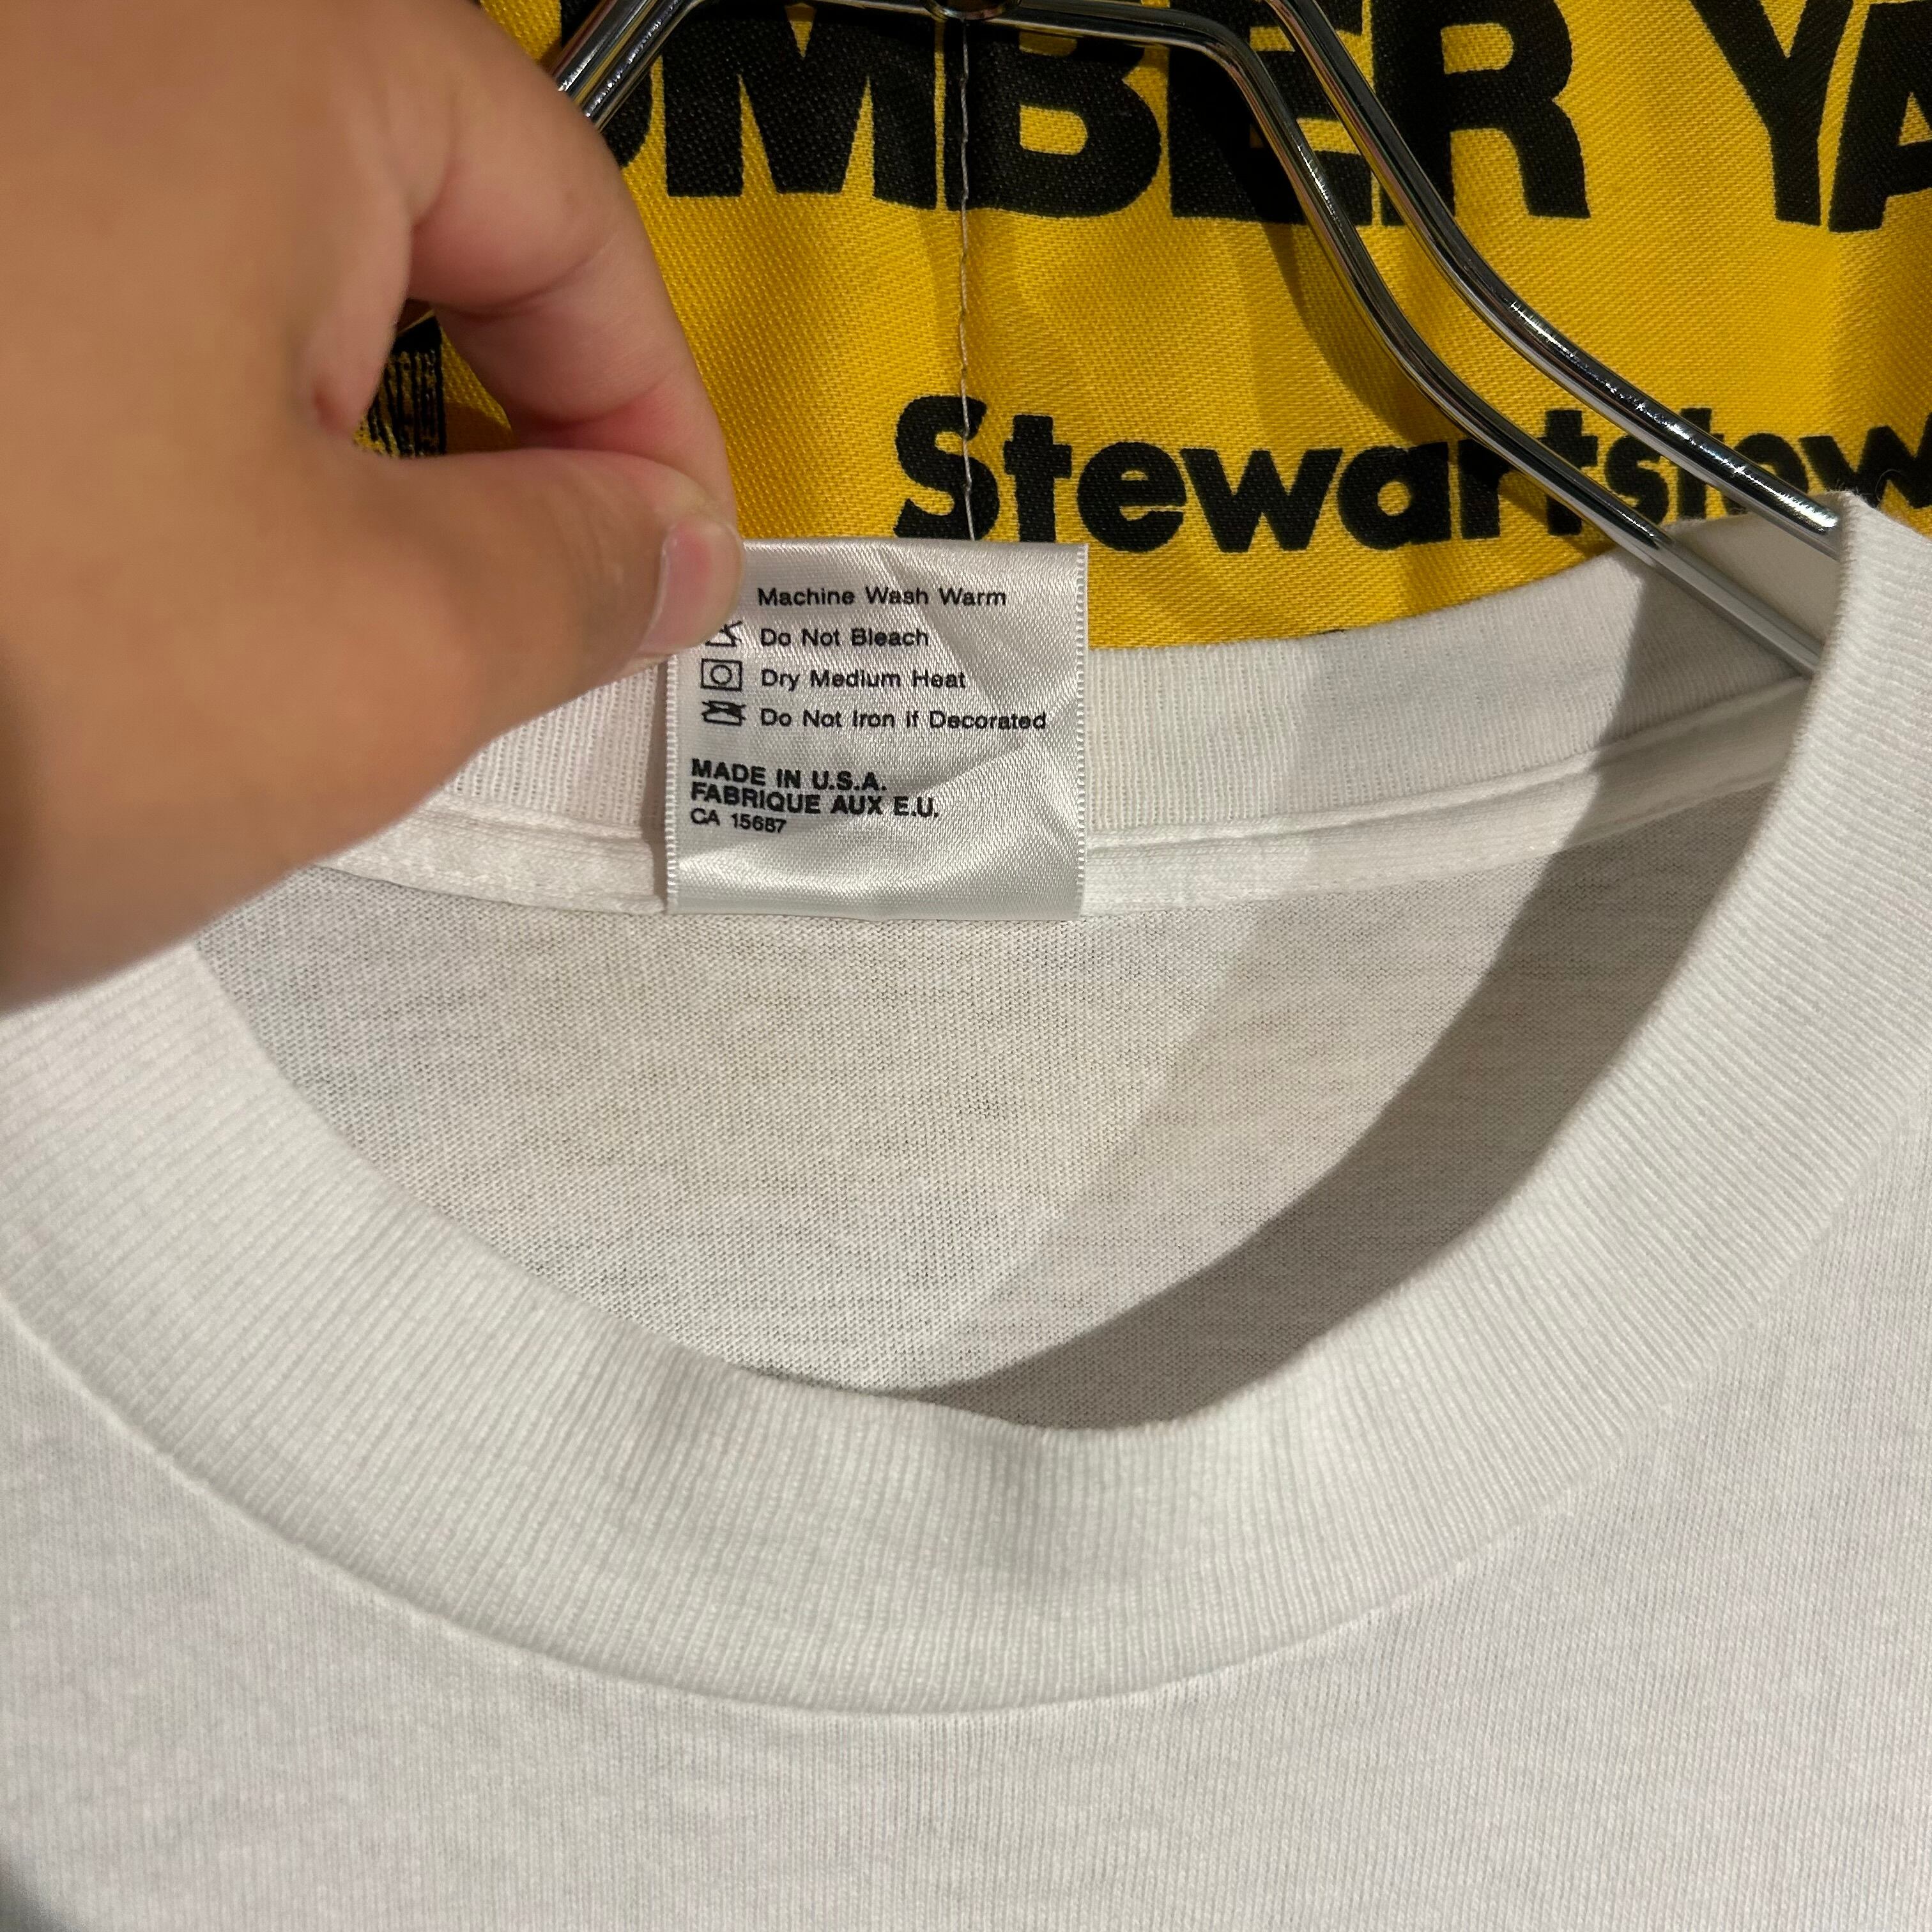 UMBER YA
Stewartstow
Machine Wash Warm
Do Not Bleach
Dry Medium Heat
Do Not Iron if Decorated
MADE IN U.S.A.
FABRIQUE AUX E.U.
CA 15687